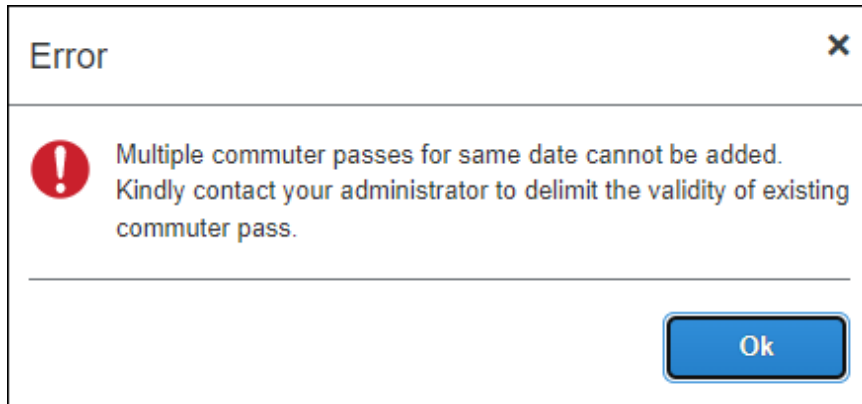 Error
Multiple commuter passes for same date cannot be added.
Kindly contact your administrator to delimit the validity of existing
commuter pass.
Ok